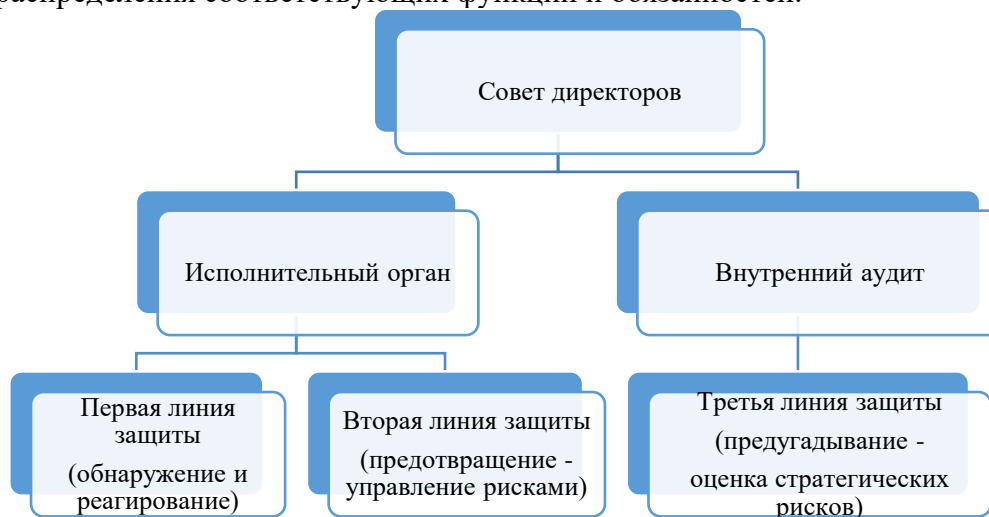 распределения соответствующих функций и обязанностей.
Совет директоров
Исполнительный орган
Внутренний аудит
Первая линия
защиты
(обнаружение и
реагирование)
Вторая линия защиты
(предотвращение -
управление рисками)
Третья линия защиты
(предугадывание -
оценка стратегических
рисков)